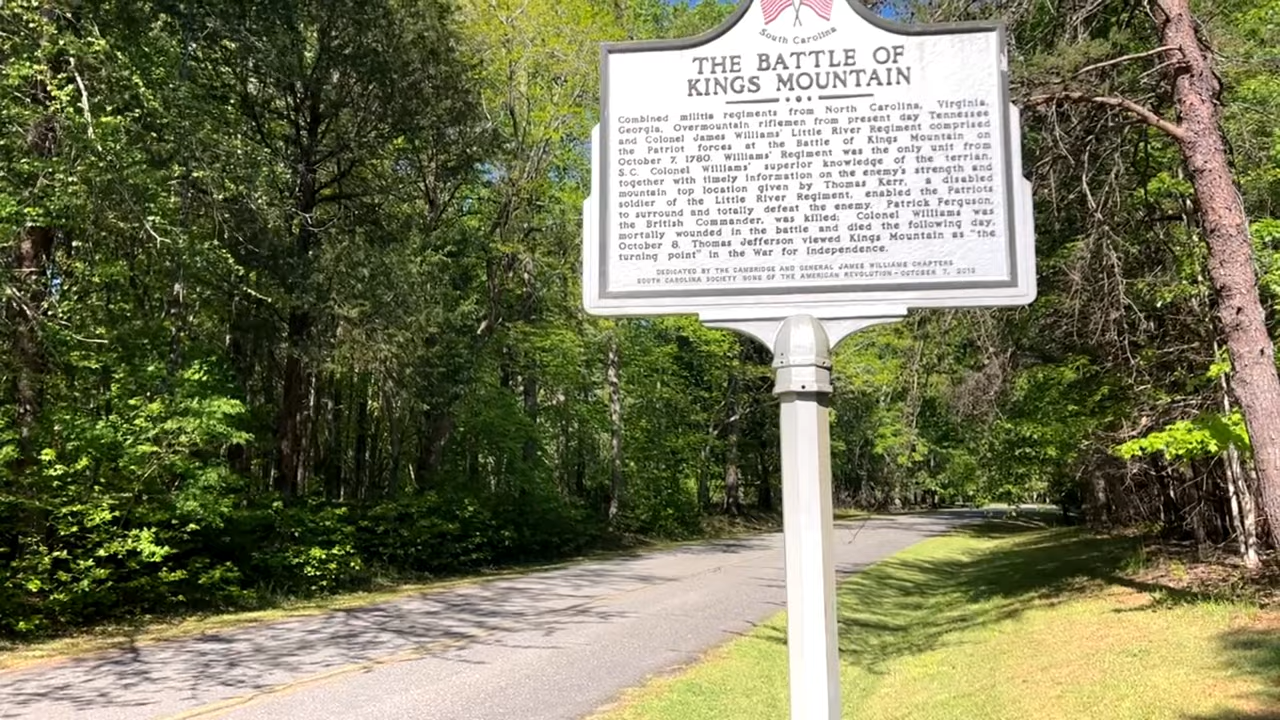 South Carolina
THE BATTLE OF
KINGS MOUNTAIN
Combined militia regiments from North Carolina, Virginia,
Georgia, Overmountain riflemen from present day Tennessee
and Colonel James Williams' Little River Regiment comprised
the Patriot forces at the Battle of Kings Mountain on
October 7, 1780. Williams' Regiment was the only unit from
S.C. Colonel Williams' superior knowledge of the terrian,
together with timely information on the enemy's strength and
mountain top location given by Thomas Kerr, a disabled
soldier of the Little River Regiment, enabled the Patriots
to surround and totally defeat the enemy. Patrick Ferguson,
the British Commander, was killed; Colonel Williams was
mortally wounded in the battle and died the following day,
October 8. Thomas Jefferson viewed Kings Mountain as "the
turning point" in the War for Independence.
DEDICATED BY THE CAMBRIDGE AND GENERAL JAMES WILLIAMS CHAPTERS
SOUTH CAROLINA SOCIETY SONS OF THE AMERICAN REVOLUTION - OCTOBER 7, 2015